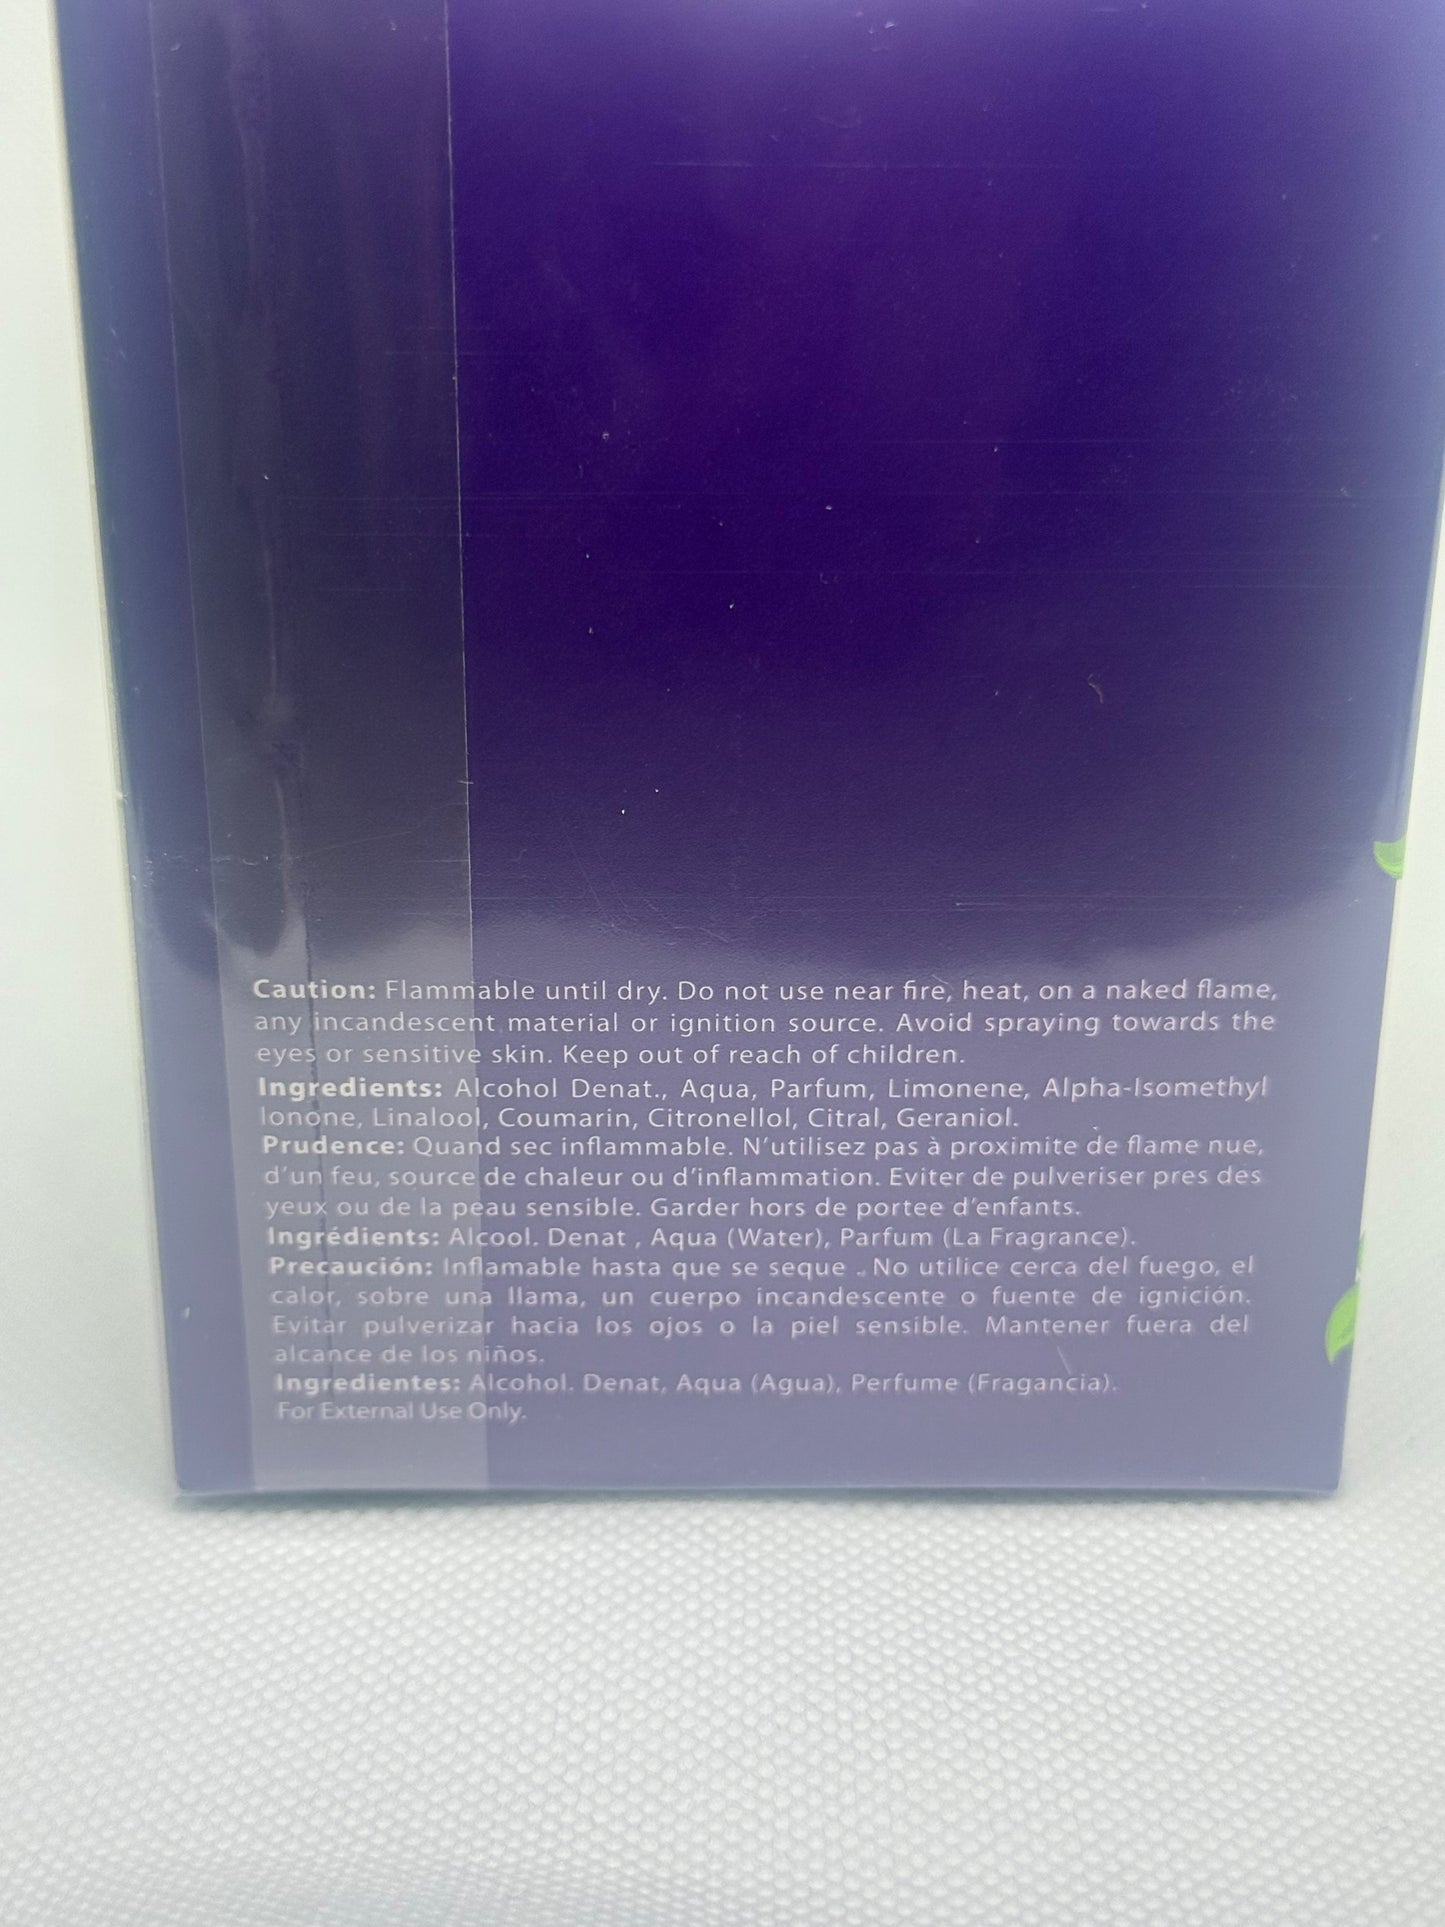 Caution: Flammable until dry. Do not use near fire, heat, on a naked flame,
any incandescent material or ignition source. Avoid spraying towards the
eyes or sensitive skin. Keep out of reach of children.
Ingredients: Alcohol Denat., Aqua, Parfum, Limonene, Alpha-Isomethyl
Ionone, Linalool, Coumarin, Citronellol, Citral, Geraniol.
Prudence: Quand sec inflammable. N'utilisez pas à proximite de flame nue,
d'un feu, source de chaleur ou d'inflammation. Eviter de pulveriser pres des
yeux ou de la peau sensible. Garder hors de portee d'enfants.
Ingrédients: Alcool. Denat , Aqua (Water), Parfum (La Fragrance).
Precaución: Inflamable hasta que se seque . No utilice cerca del fuego, el
calor, sobre una llama, un cuerpo incandescente o fuente de ignición.
Evitar pulverizar hacia los ojos o la piel sensible. Mantener fuera del
alcance de los niños.
Ingredientes: Alcohol. Denat, Aqua (Agua), Perfume (Fragancia).
For External Use Only.